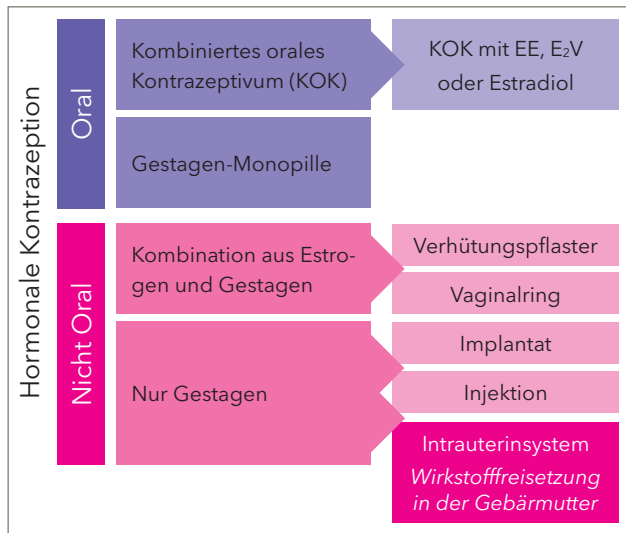 Hormonale Kontrazeption
Oral
Kombiniertes orales
Kontrazeptivum (KOK)
KOK mit EE, E₂V
oder Estradiol
Gestagen-Monopille
Nicht Oral
Kombination aus Estro-
gen und Gestagen
Verhütungspflaster
Vaginalring
Nur Gestagen
Implantat
Injektion
Intrauterinsystem
Wirkstofffreisetzung
in der Gebärmutter